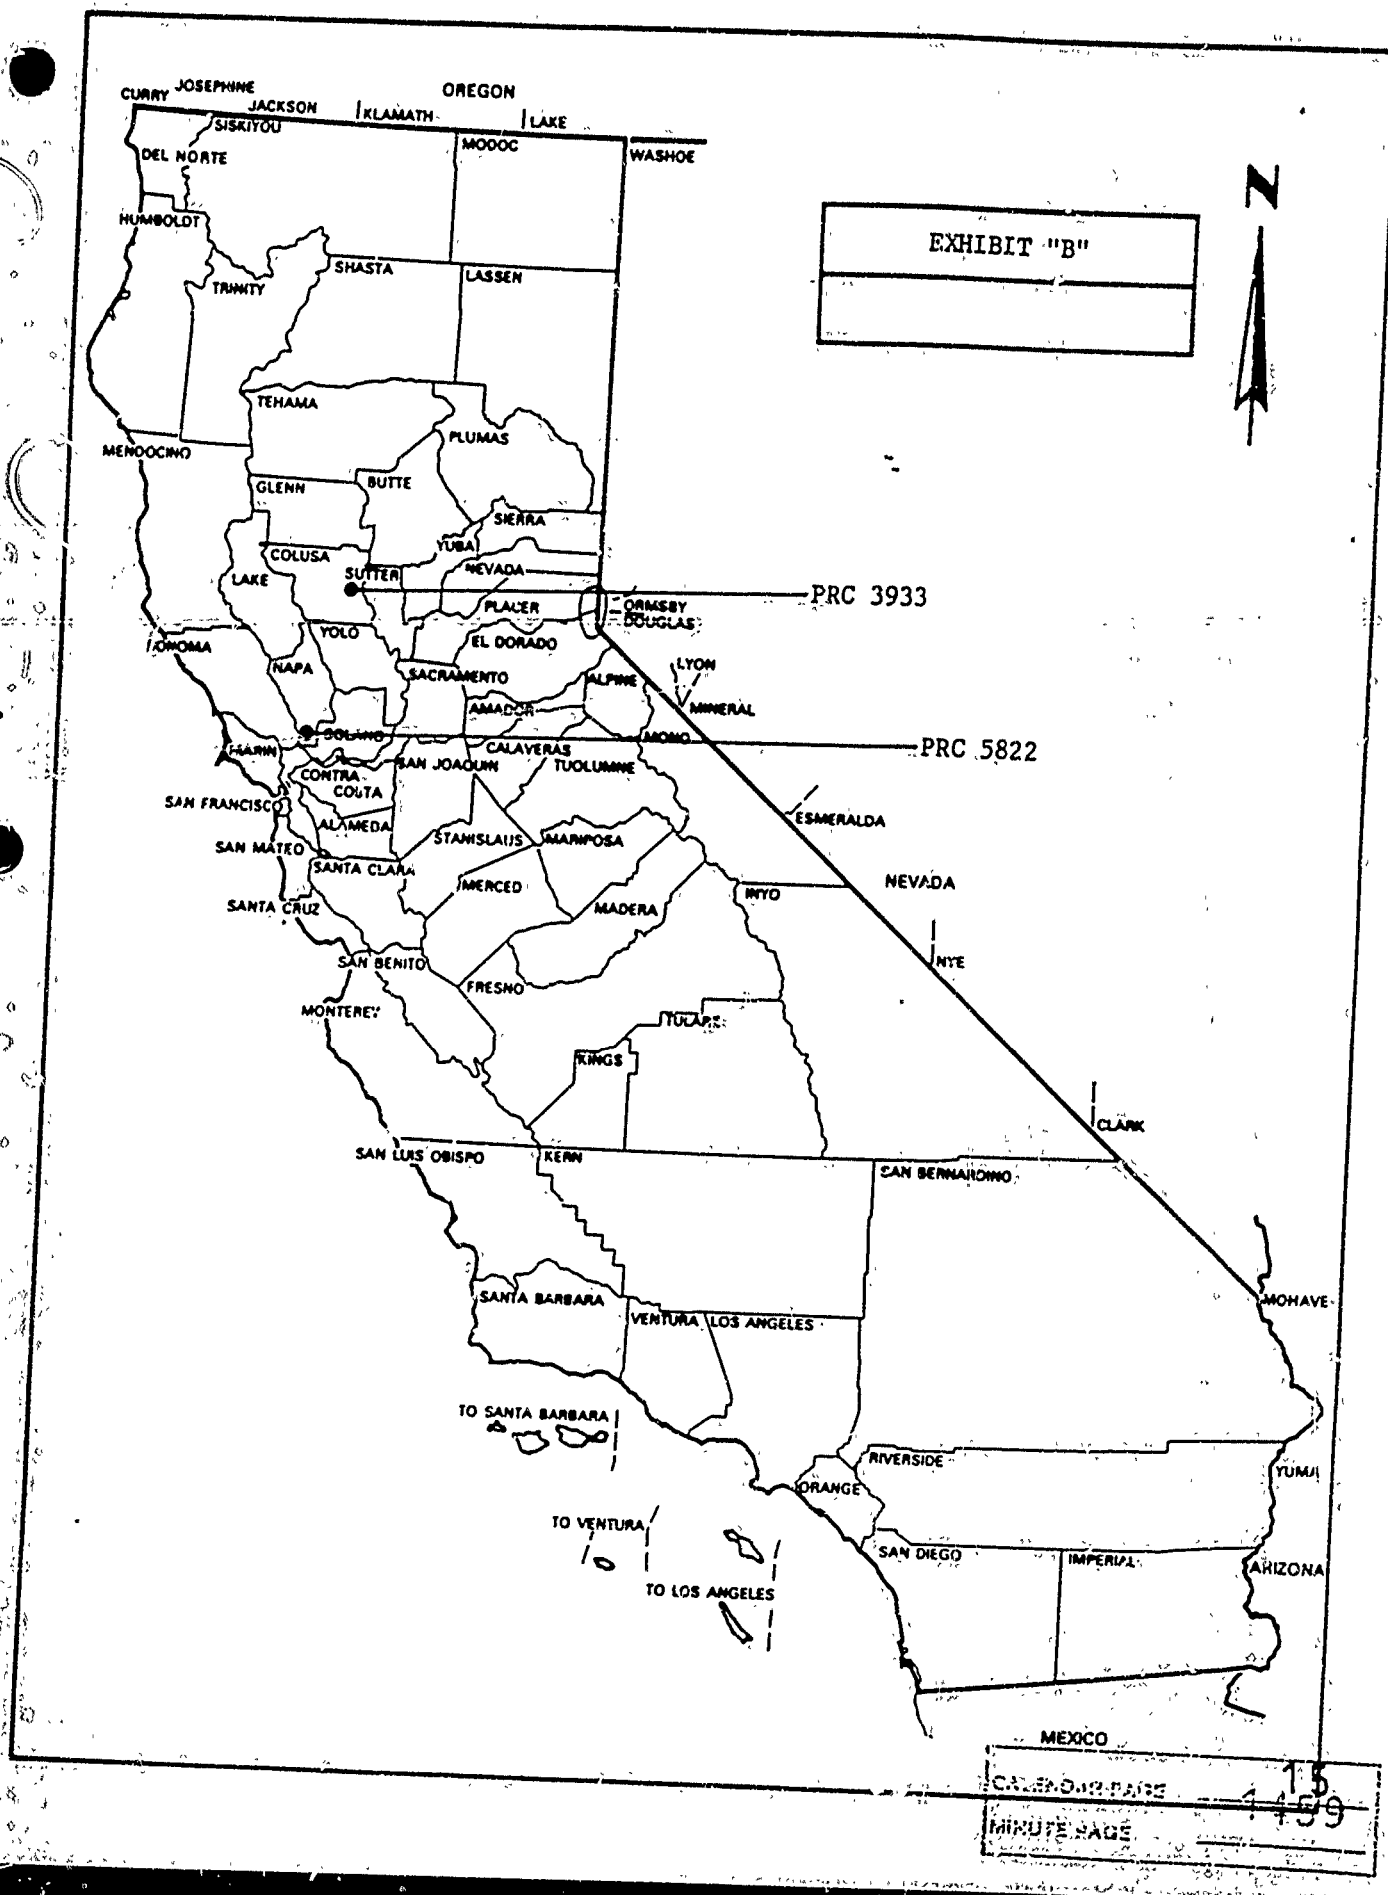 OREGON
JOSEPHINE
CURRY
JACKSON
KLAMATH
LAKE
SISKIYOU
MODOC
WASHOE
DEL NORTE
N
HUMBOLDT
EXHIBIT "B"
SHASTA
LASSEN
TRINITY
TEHAMA
PLUMAS
MENDOCINO
GLENN
BUTTE
SIERRA
COLUSA
YUBA
LAKE
SUTTER
NEVADA
PRC 3933
PLACER
ORMSBY
DOUGLAS
YOLO
EL DORADO
ONOMA
NAPA
SACRAMENTO
ALPINE
LYON
AMADOR
MINERAL
SOLANO
MONO
MARIN
CALAVERAS
PRC 5822
SAN JOAQUIN
TUOLUMNE
CONTRA
COSTA
SAN FRANCISCO
ALAMEDA
ESMERALDA
SAN MATEO
STANISLAUS
MARIPOSA
SANTA CLARA
MERCED
INYO
NEVADA
SANTA CRUZ
MADERA
SAN BENITO
NYE
FRESNO
MONTEREY
TULARE
KINGS
CLARK
SAN LUIS OBISPO
KERN
SAN BERNARDINO
SANTA BARBARA
MOHAVE
VENTURA
LOS ANGELES
TO SANTA BARBARA
RIVERSIDE
YUMA
ORANGE
TO VENTURA
SAN DIEGO
IMPERIAL
ARIZONA
TO LOS ANGELES
MEXICO
CALENDAR PAGE 15
MINUTE PAGE 1459